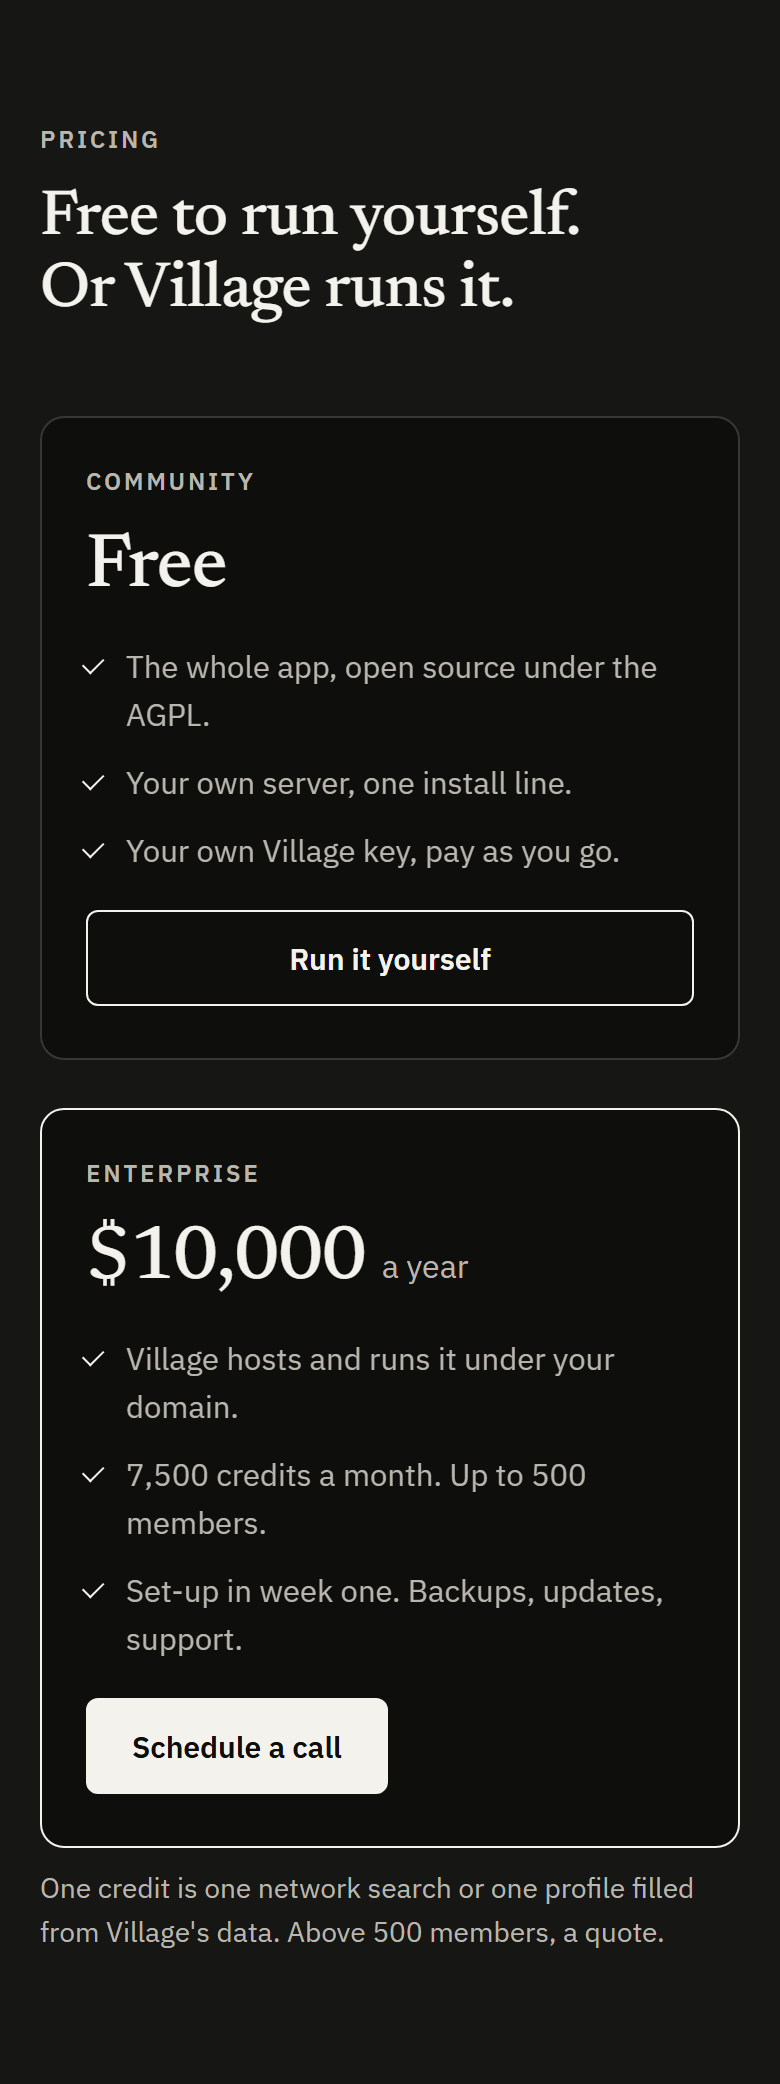 PRICING
Free to run yourself.
Or Village runs it.
COMMUNITY
Free
The whole app, open source under the
AGPL.
Your own server, one install line.
Your own Village key, pay as you go.
Run it yourself
ENTERPRISE
$10,000 a year
Village hosts and runs it under your
domain.
7,500 credits a month. Up to 500
members.
Set-up in week one. Backups, updates,
support.
Schedule a call
One credit is one network search or one profile filled
from Village's data. Above 500 members, a quote.